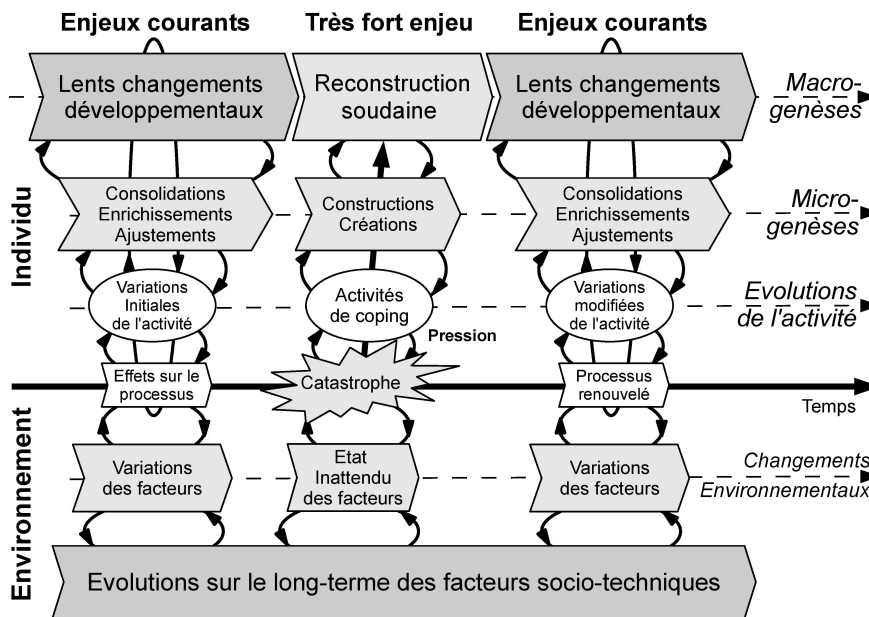 Enjeux courants
Très fort enjeu
Enjeux courants
Lents changements
développementaux
Reconstruction
soudaine
Lents changements
développementaux
Macro-
genèses
Individu
Consolidations
Enrichissements
Ajustements
Constructions
Créations
Consolidations
Enrichissements
Ajustements
Micro-
genèses
Variations
Initiales
de l'activité
Activités
de coping
Variations
modifiées
de l'activité
Evolutions
de l'activité
Pression
Effets sur le
processus
Catastrophe
Processus
renouvelé
Temps
Environnement
Variations
des facteurs
Etat
Inattendu
des facteurs
Variations
des facteurs
Changements
Environnementaux
Evolutions sur le long-terme des facteurs socio-techniques